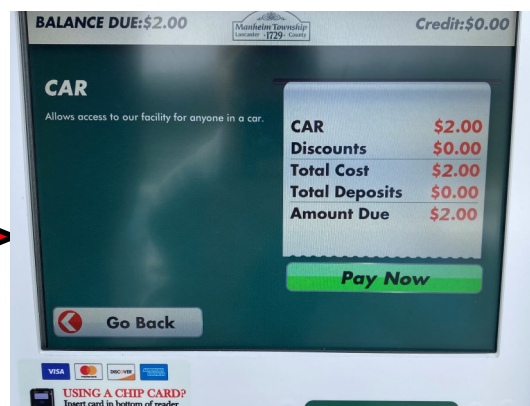 BALANCE DUE:$2.00
Manheim Township
Lancaster •1729• County
Credit:$0.00
CAR
Allows access to our facility for anyone in a car.
CAR $2.00
Discounts $0.00
Total Cost $2.00
Total Deposits $0.00
Amount Due $2.00
Pay Now
Go Back
VISA
DISCOVER
USING A CHIP CARD?
Insert card in bottom of reader